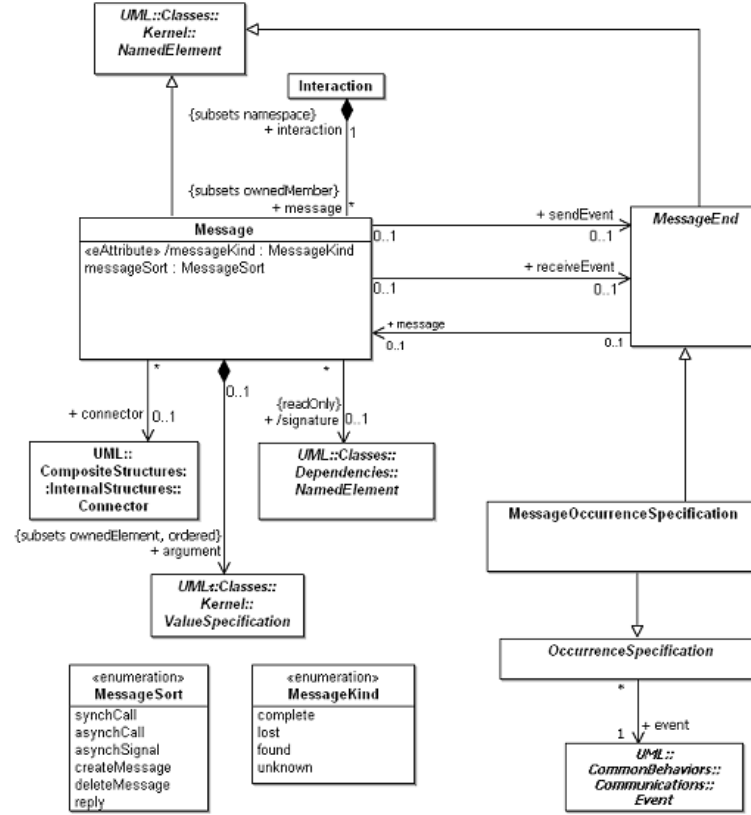 UML::Classes::
Kernel::
NamedElement
Interaction
{subsets namespace}
+ interaction 1
{subsets ownedMember}
+ message *
Message
«eAttribute» /messageKind : MessageKind
messageSort : MessageSort
+ sendEvent
0..1 0..1
+ receiveEvent
0..1 0..1
+ message
0..1 0..1
MessageEnd
*
+ connector 0..1
0..1
*
{readOnly}
+ /signature 0..1
UML::
CompositeStructures:
:InternalStructures::
Connector
UML::Classes::
Dependencies::
NamedElement
{subsets ownedElement, ordered}
+ argument
UML::Classes::
Kernel::
ValueSpecification
MessageOccurrenceSpecification
OccurrenceSpecification
*
+ event
1
UML::
CommonBehaviors::
Communications::
Event
«enumeration»
MessageSort
synchCall
asynchCall
asynchSignal
createMessage
deleteMessage
reply
«enumeration»
MessageKind
complete
lost
found
unknown